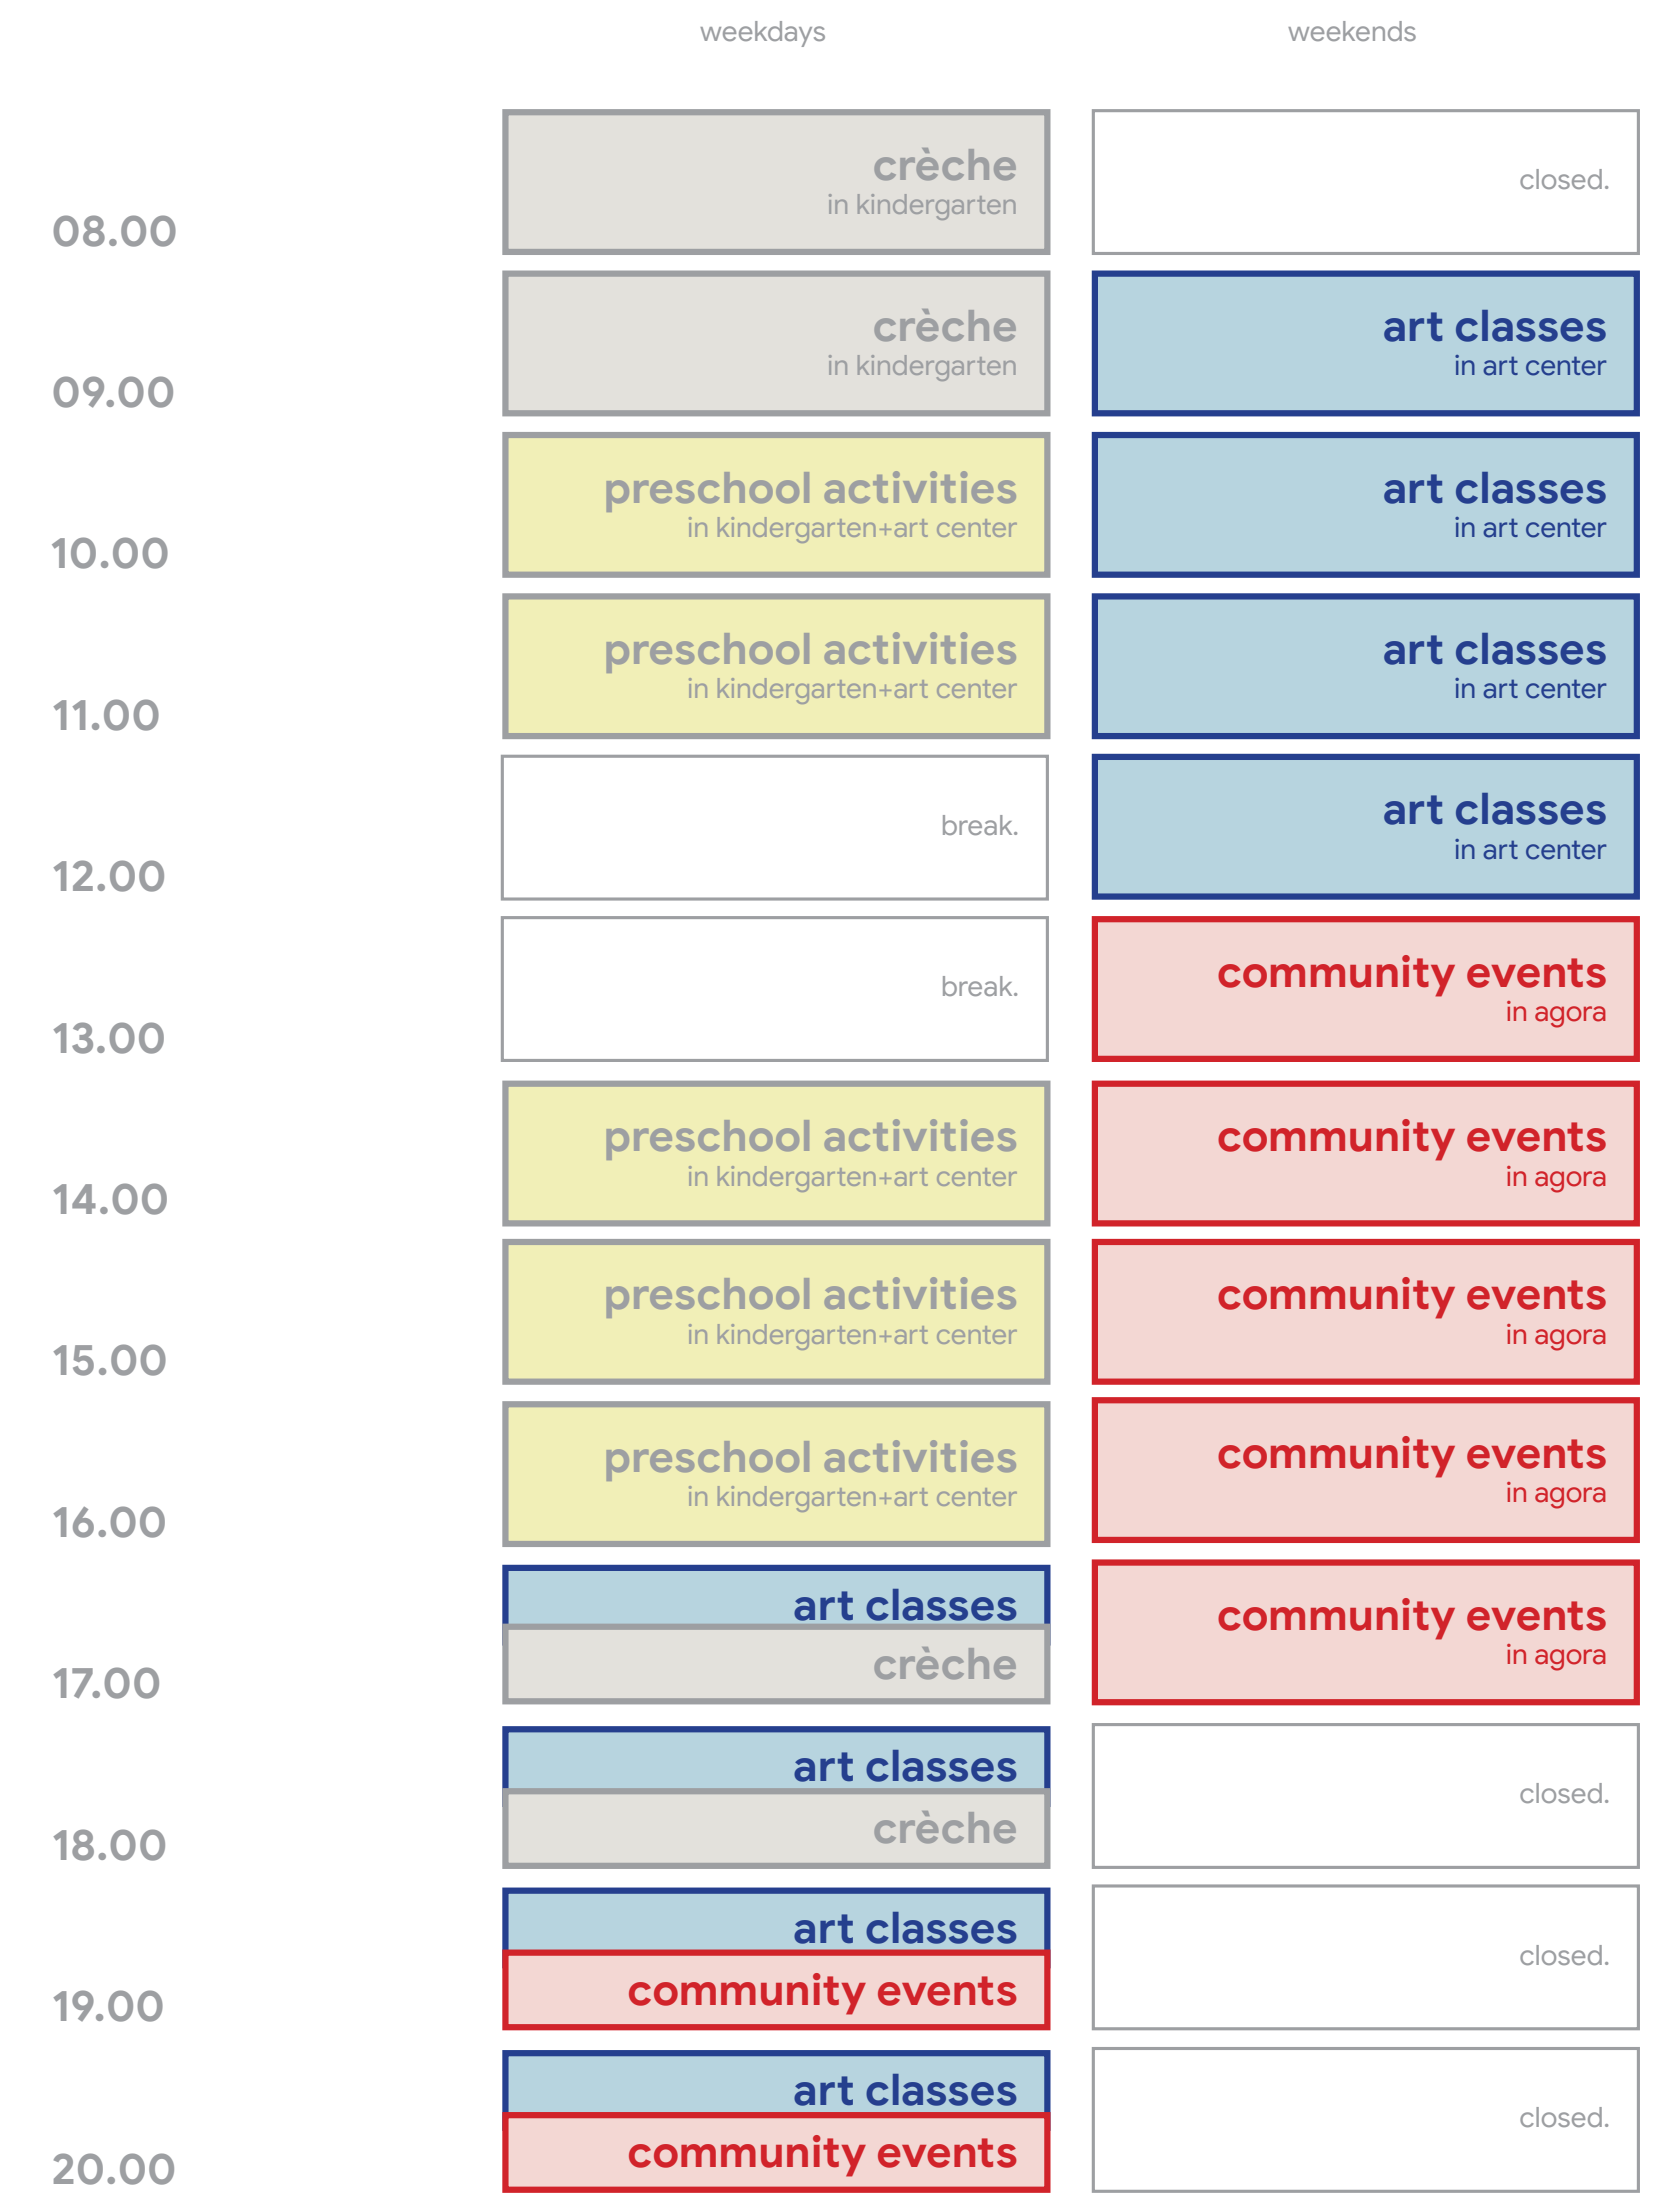 weekdays
weekends
crèche
in kindergarten
closed.
08.00
crèche
in kindergarten
art classes
in art center
09.00
preschool activities
in kindergarten+art center
art classes
in art center
10.00
preschool activities
in kindergarten+art center
art classes
in art center
11.00
break.
art classes
in art center
12.00
break.
community events
in agora
13.00
preschool activities
in kindergarten+art center
community events
in agora
14.00
preschool activities
in kindergarten+art center
community events
in agora
15.00
preschool activities
in kindergarten+art center
community events
in agora
16.00
art classes
crèche
community events
in agora
17.00
art classes
crèche
closed.
18.00
art classes
community events
closed.
19.00
art classes
community events
closed.
20.00